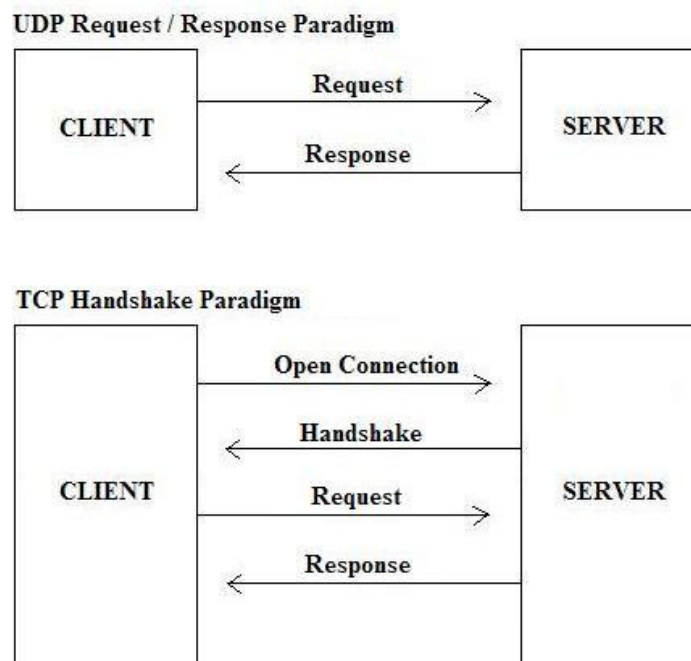 UDP Request / Response Paradigm
Request
CLIENT
SERVER
Response
TCP Handshake Paradigm
Open Connection
Handshake
CLIENT
Request
SERVER
Response